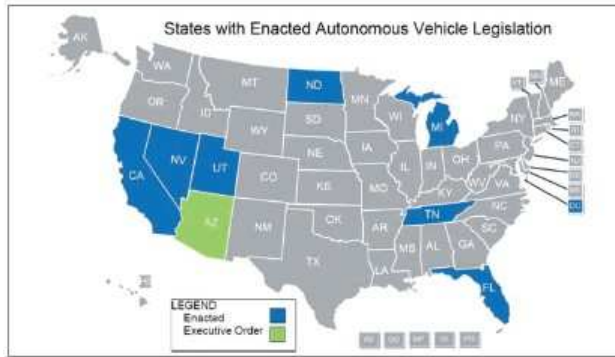 States with Enacted Autonomous Vehicle Legislation
AK
WA
MT
ND
MN
OR
ID
WY
SD
WI
MI
NY
ME
NV
UT
CO
NE
IA
IL
IN
OH
PA
CA
KS
MO
KY
WV
VA
AZ
NM
OK
AR
TN
NC
SC
TX
LA
MS
AL
GA
FL
DC
LEGEND
Enacted
Executive Order